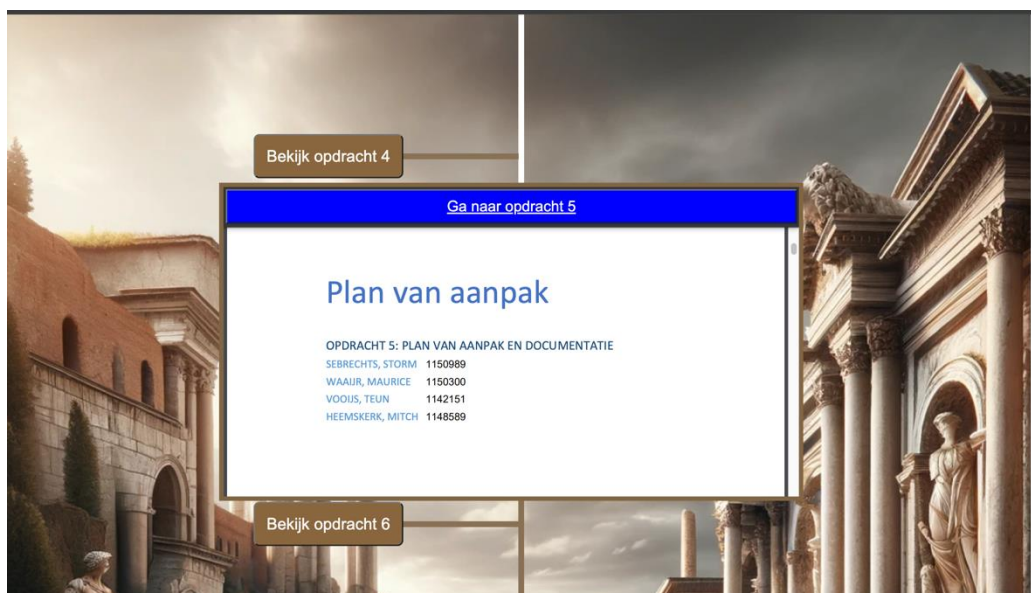 Bekijk opdracht 4
Ga naar opdracht 5
Plan van aanpak
OPDRACHT 5: PLAN VAN AANPAK EN DOCUMENTATIE
SEBRECHTS, STORM 1150989
WAAIJR, MAURICE 1150300
VOOIJS, TEUN 1142151
HEEMSKERK, MITCH 1148589
Bekijk opdracht 6